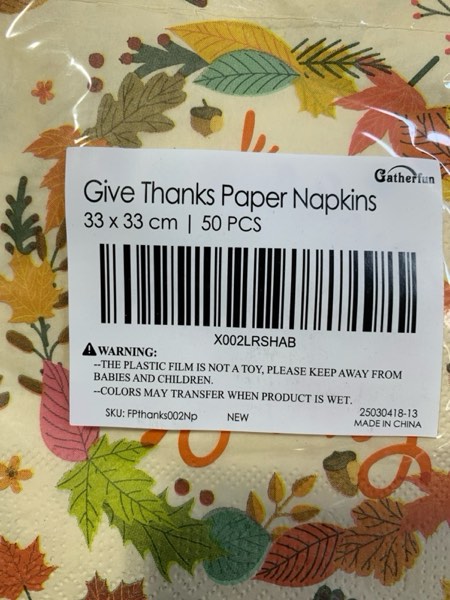 Gatherfun
Give Thanks Paper Napkins
33 x 33 cm | 50 PCS
X002LRSHAB
WARNING:
--THE PLASTIC FILM IS NOT A TOY, PLEASE KEEP AWAY FROM
BABIES AND CHILDREN.
--COLORS MAY TRANSFER WHEN PRODUCT IS WET.
SKU: FPthanks002Np NEW 25030418-13
MADE IN CHINA